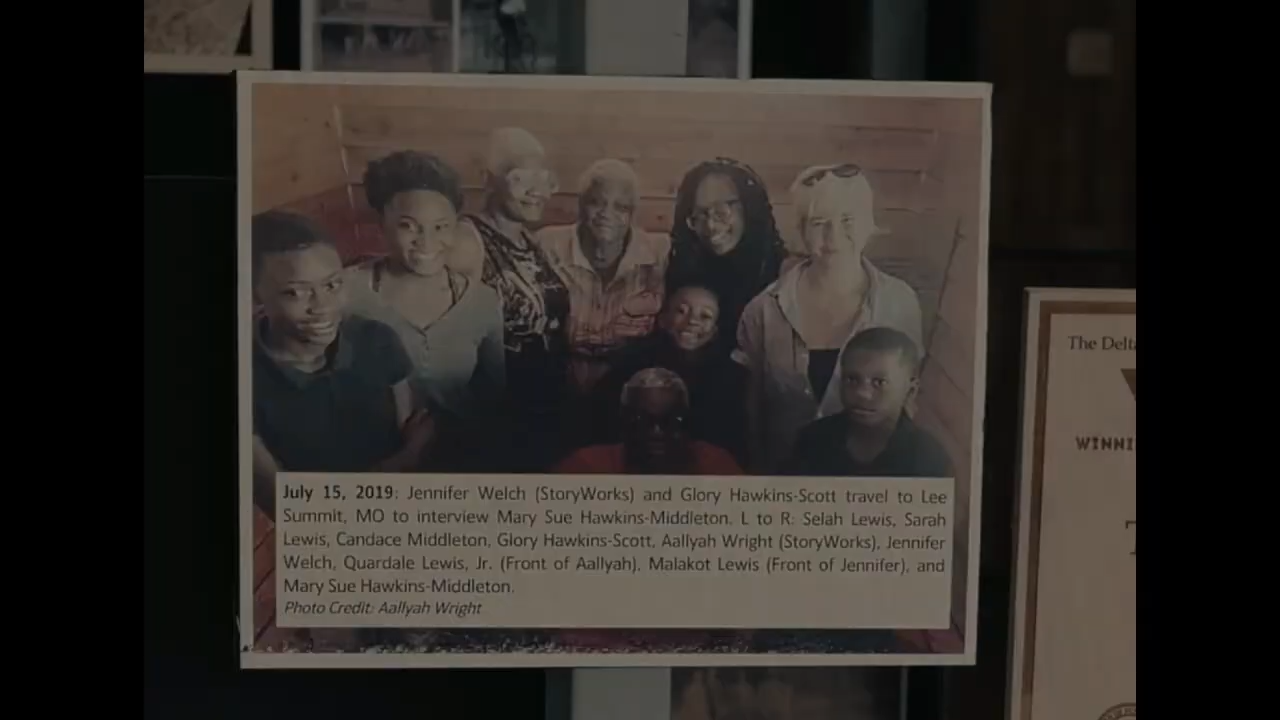 July 15, 2019: Jennifer Welch (StoryWorks) and Glory Hawkins-Scott travel to Lee
Summit, MO to interview Mary Sue Hawkins-Middleton. L to R: Selah Lewis, Sarah
Lewis, Candace Middleton, Glory Hawkins-Scott, Aallyah Wright (StoryWorks), Jennifer
Welch, Quardale Lewis, Jr. (Front of Aallyah), Malakot Lewis (Front of Jennifer), and
Mary Sue Hawkins-Middleton.
Photo Credit: Aallyah Wright
The Delta
WINNI